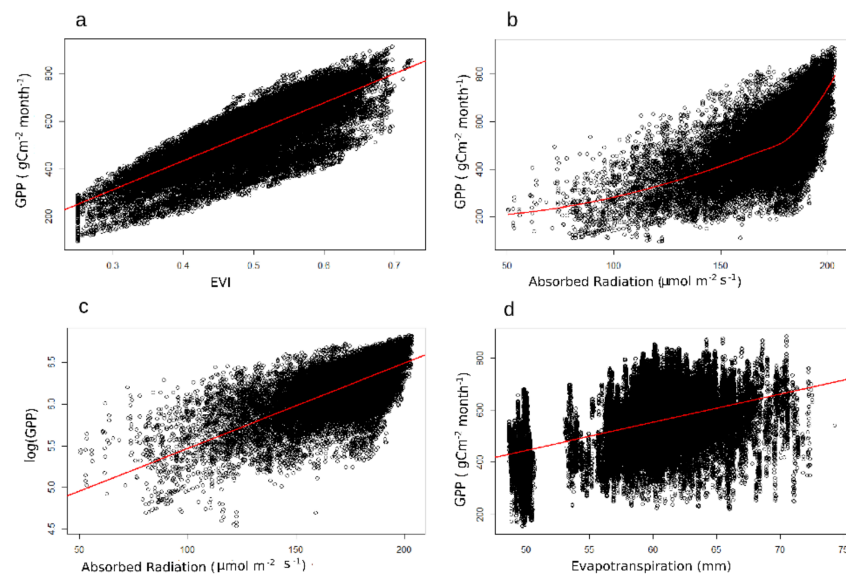 a
GPP ( gCm⁻² month⁻¹)
200 400 600 800
0.3 0.4 0.5 0.6 0.7
EVI
b
GPP ( gCm⁻² month⁻¹)
200 400 600 800
50 100 150 200
Absorbed Radiation (μmol m⁻² s⁻¹)
c
log(GPP)
4.5 5.0 5.5 6.0 6.5
50 100 150 200
Absorbed Radiation (μmol m⁻² s⁻¹) .
d
GPP ( gCm⁻² month⁻¹)
200 400 600 800
50 55 60 65 70 75
Evapotranspiration (mm)